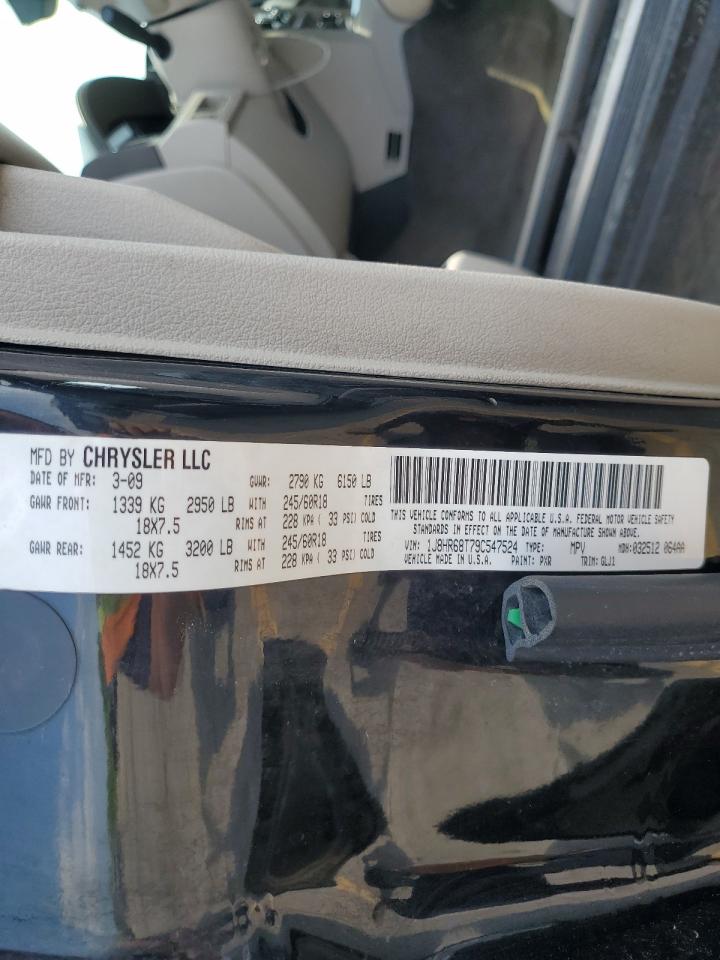 MFD BY CHRYSLER LLC
DATE OF MFR: 3-09 GVWR: 2790 KG 6150 LB
GAWR FRONT: 1339 KG 2950 LB WITH 245/60R18 TIRES
18X7.5 RIMS AT 228 KPA ( 33 PSI) COLD
GAWR REAR: 1452 KG 3200 LB WITH 245/60R18 TIRES
18X7.5 RIMS AT 228 KPA ( 33 PSI) COLD
THIS VEHICLE CONFORMS TO ALL APPLICABLE U.S.A. FEDERAL MOTOR VEHICLE SAFETY
STANDARDS IN EFFECT ON THE DATE OF MANUFACTURE SHOWN ABOVE.
VIN: 1J8HR68T79C547524 TYPE: MPV MDH: 032512 064AA
VEHICLE MADE IN U.S.A. PAINT: PXR TRIM: GLJ1